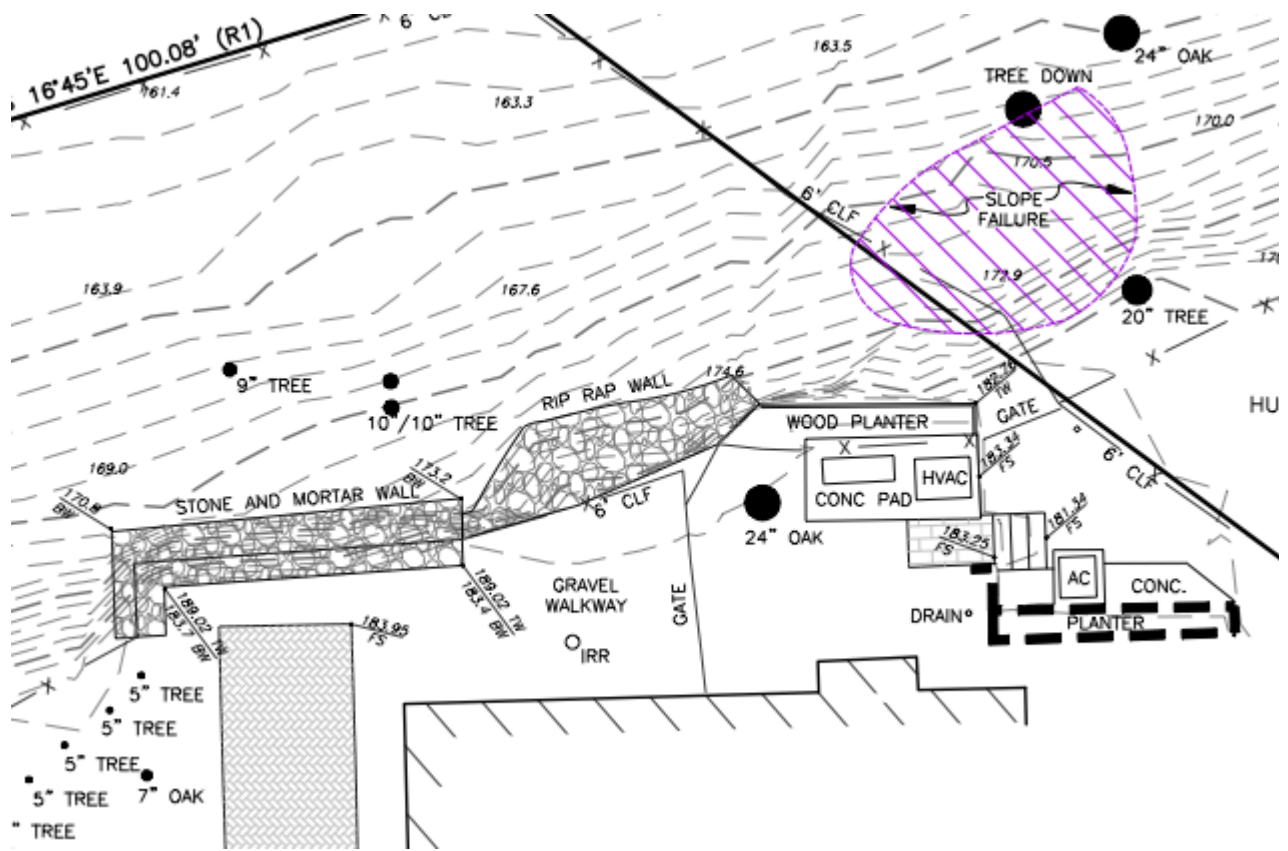 16°45'E 100.08' (R1)
163.5
24" OAK
TREE DOWN
161.4
163.3
170.0
170.5
6' CLF
SLOPE
FAILURE
172.9
163.9
167.6
20" TREE
174.6
9" TREE
RIP RAP WALL
182.76
TW
10"/10" TREE
WOOD PLANTER
GATE
HU
183.34
FS
6' CLF
169.0
173.2
BW
HVAC
170.8
BW
STONE AND MORTAR WALL
6' CLF
CONC PAD
24" OAK
181.34
FS
183.25
FS
GRAVEL
WALKWAY
GATE
AC
CONC.
189.02 TW
183.4 BW
189.02 TW
183.7 BW
183.95
FS
DRAIN
PLANTER
IRR
5" TREE
5" TREE
5" TREE
5" TREE
7" OAK
" TREE